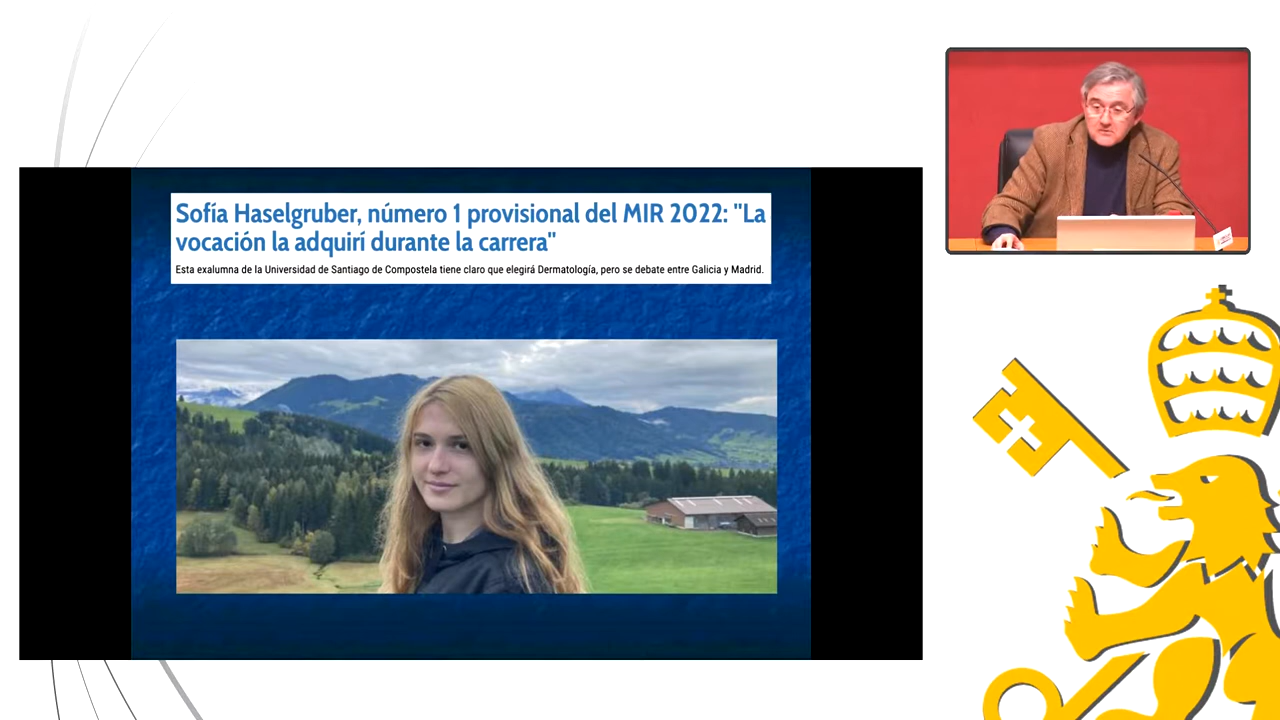 Sofía Haselgruber, número 1 provisional del MIR 2022: "La
vocación la adquirí durante la carrera"
Esta exalumna de la Universidad de Santiago de Compostela tiene claro que elegirá Dermatología, pero se debate entre Galicia y Madrid.